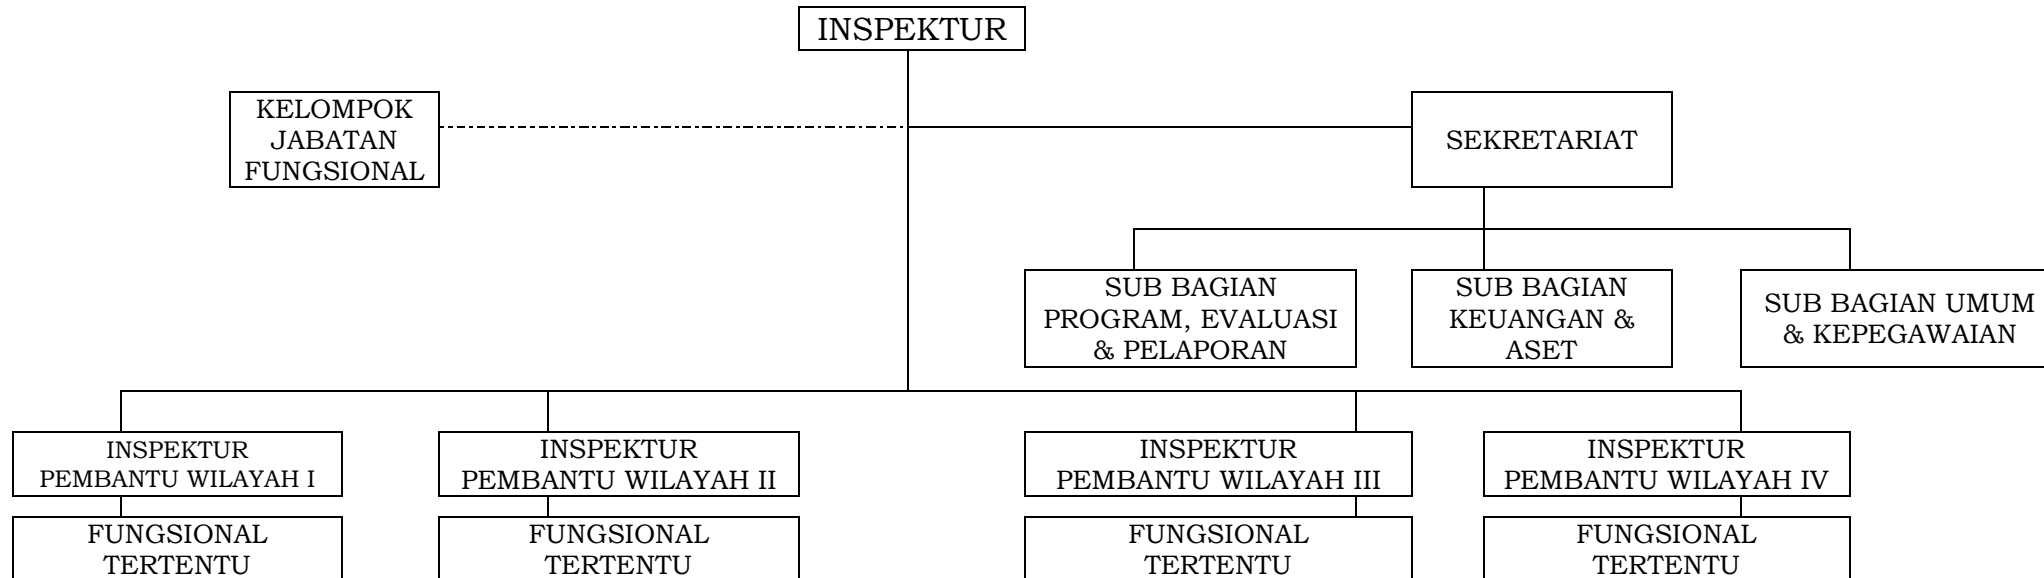 INSPEKTUR
KELOMPOK
JABATAN
FUNGSIONAL
SEKRETARIAT
SUB BAGIAN
PROGRAM, EVALUASI
& PELAPORAN
SUB BAGIAN
KEUANGAN &
ASET
SUB BAGIAN UMUM
& KEPEGAWAIAN
INSPEKTUR
PEMBANTU WILAYAH I
INSPEKTUR
PEMBANTU WILAYAH II
INSPEKTUR
PEMBANTU WILAYAH III
INSPEKTUR
PEMBANTU WILAYAH IV
FUNGSIONAL
TERTENTU
FUNGSIONAL
TERTENTU
FUNGSIONAL
TERTENTU
FUNGSIONAL
TERTENTU